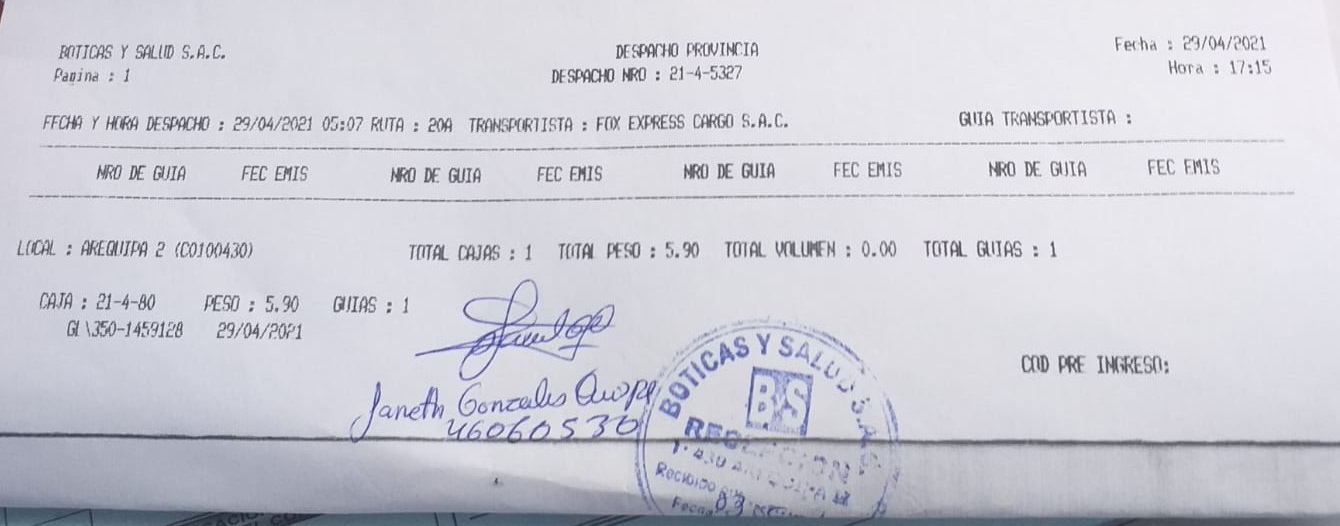 BOTICAS Y SALUD S.A.C.
DESPACHO PROVINCIA
Fecha : 29/04/2021
Pagina : 1
DESPACHO NRO : 21-4-5327
Hora : 17:15
FECHA Y HORA DESPACHO : 29/04/2021 05:07 RUTA : 20A TRANSPORTISTA : FOX EXPRESS CARGO S.A.C.
GUIA TRANSPORTISTA :
NRO DE GUIA FEC EMIS NRO DE GUIA FEC EMIS NRO DE GUIA FEC EMIS NRO DE GUIA FEC EMIS
LOCAL : AREQUIPA 2 (C0100430) TOTAL CAJAS : 1 TOTAL PESO : 5.90 TOTAL VOLUMEN : 0.00 TOTAL GUIAS : 1
CAJA : 21-4-80 PESO : 5.90 GUIAS : 1
GL\350-1459128 29/04/2021
COD PRE INGRESO:
Janeth Gonzales Quispe
46060536
BOTICAS Y SALUD S.A.C.
BS
RECEPCION
AREQUIPA
Recibido
Fecha 03